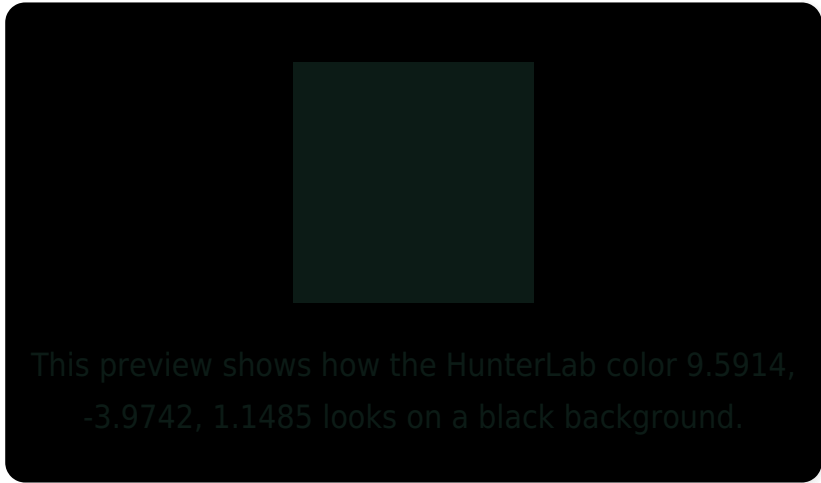 This preview shows how the HunterLab color 9.5914,
-3.9742, 1.1485 looks on a black background.